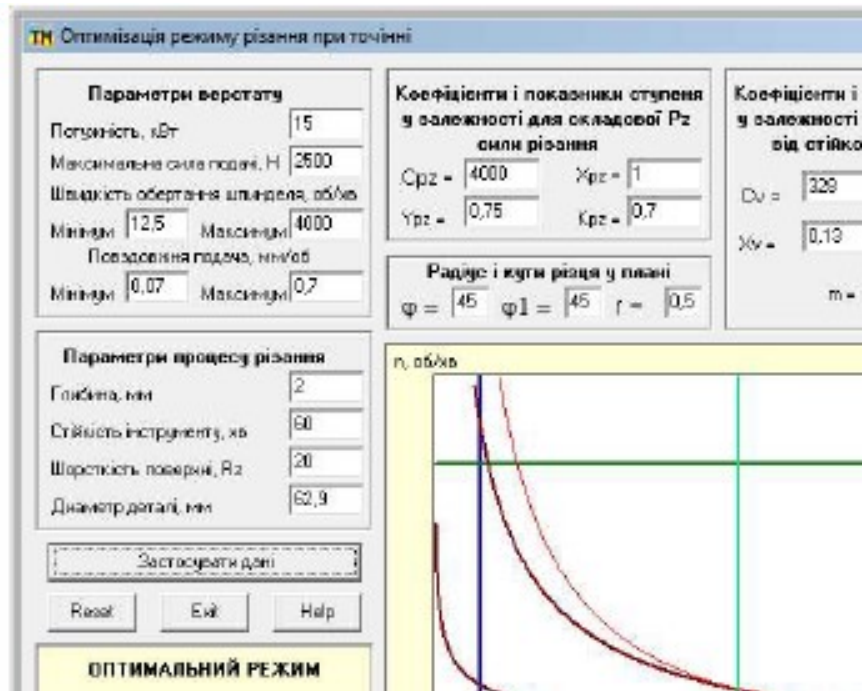 ТМ Оптимізація режиму різання при точінні
Параметри верстату
Потужність, кВт 15
Максимальна сила подачі, Н 2500
Швидкість обертання шпинделя, об/хв
Мінімум 12,5 Максимум 4000
Повздовжня подача, мм/об
Мінімум 0,07 Максимум 0,7
Параметри процесу різання
Глибина, мм 2
Стійкість інструменту, хв 60
Шорсткість поверхні, Rz 20
Диаметр деталі, мм 62,9
Застосувати дані
Reset Exit Help
ОПТИМАЛЬНИЙ РЕЖИМ
Коефіцієнти і показники ступеня
у залежності для складової Pz
сили різання
Cpz = 4000 Xpz = 1
Ypz = 0,75 Kpz = 0,7
Радіус і кути різця у плані
φ = 45 φ1 = 45 r = 0,5
Коефіцієнти і
у залежності
від стійко
Cv = 328
Xv = 0,13
m =
n, об/хв